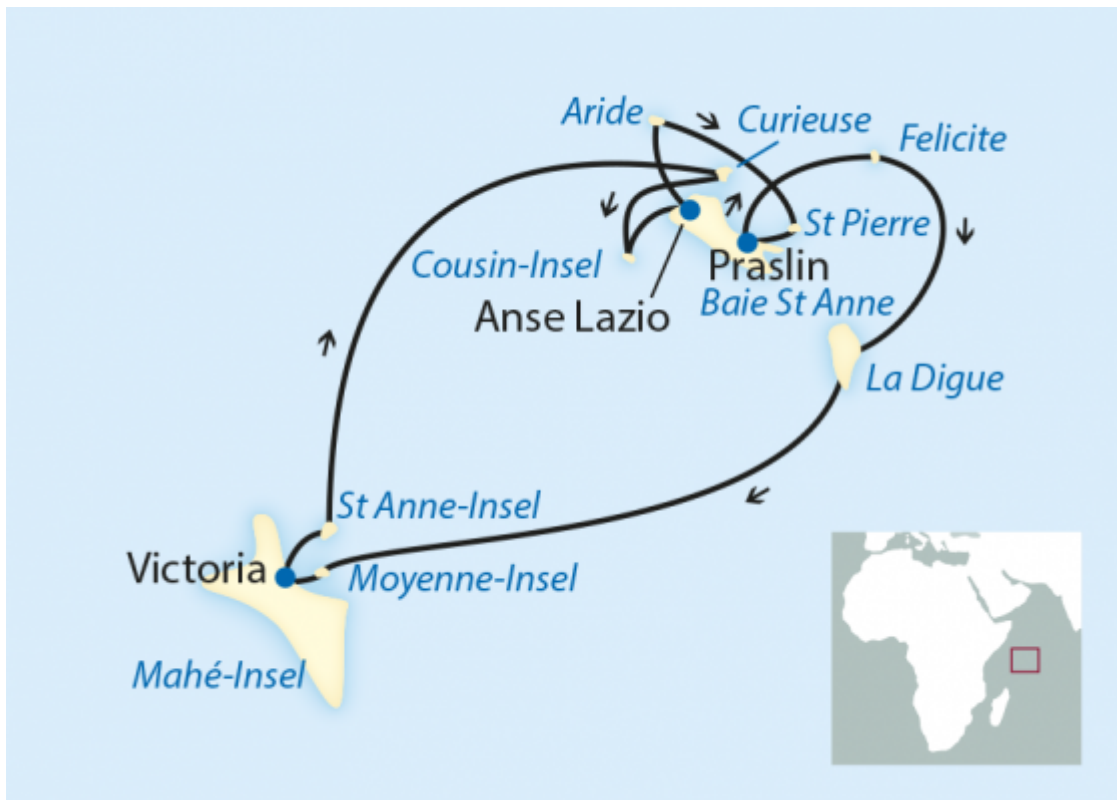 Aride
Curieuse
Felicite
St Pierre
Cousin-Insel
Praslin
Anse Lazio
Baie St Anne
La Digue
St Anne-Insel
Victoria
Moyenne-Insel
Mahé-Insel